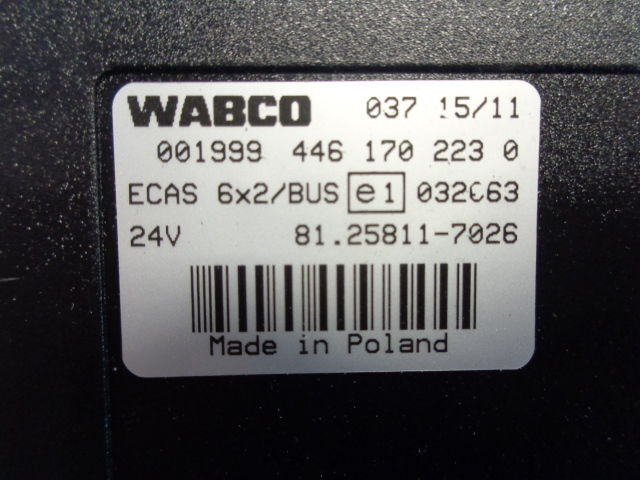 WABCO 037 15/11
001999 446 170 223 0
ECAS 6x2/BUS e1 032063
24V 81.25811-7026
Made in Poland